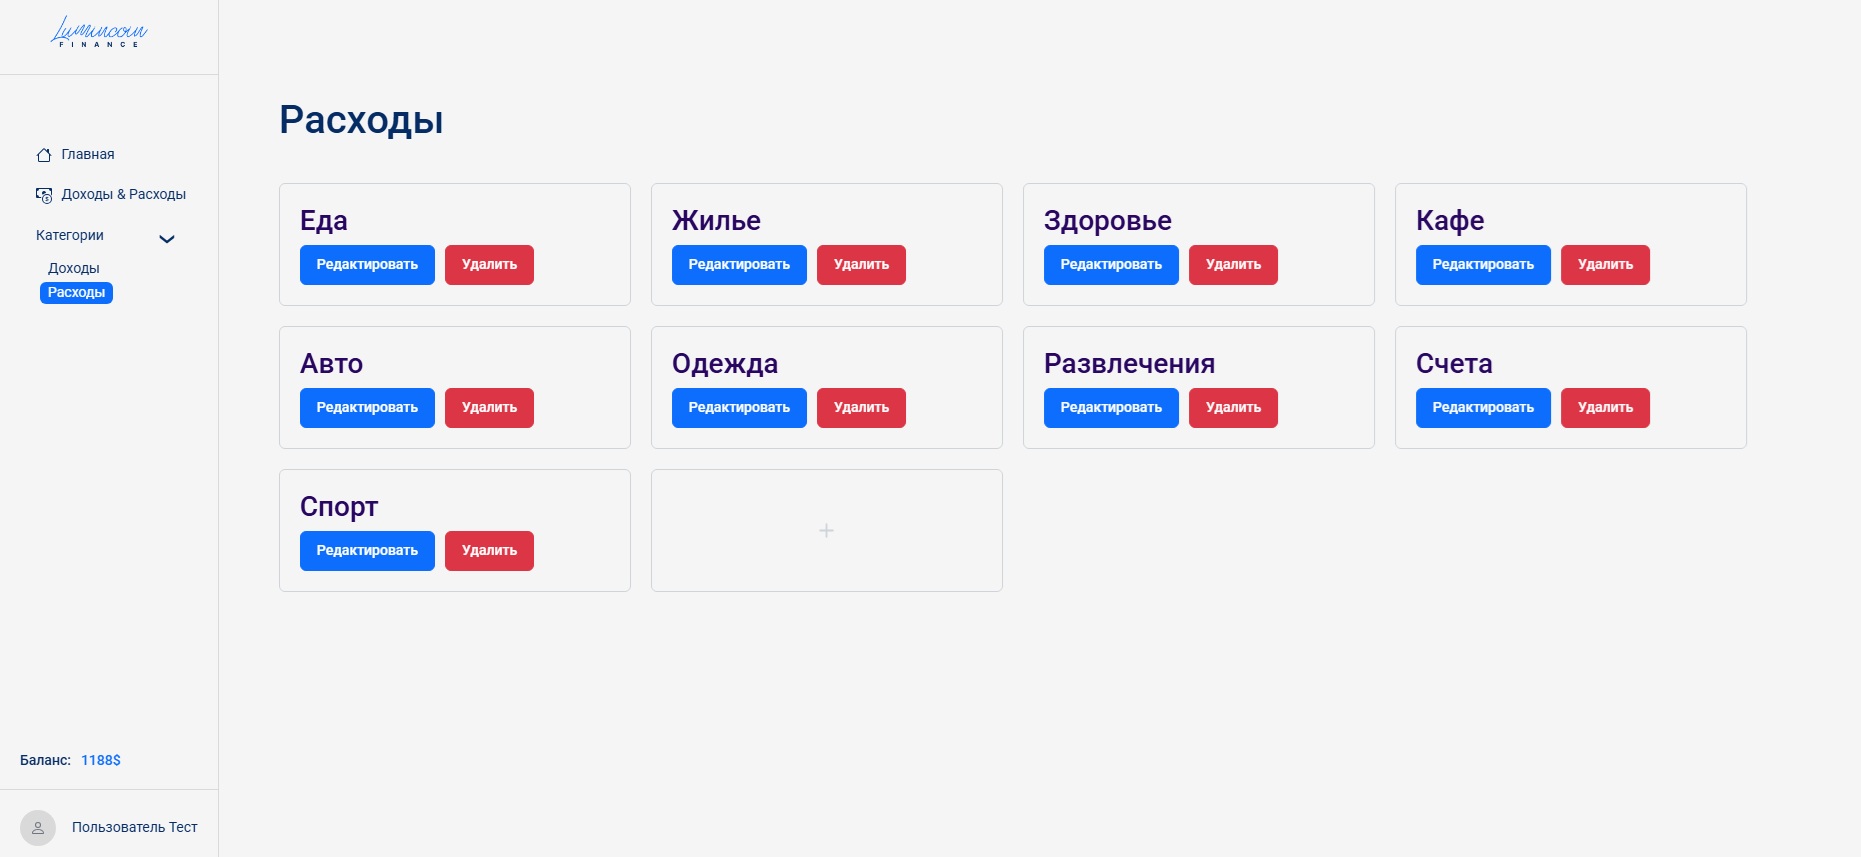 Lumincoin
FINANCE
Главная
Доходы & Расходы
Категории
Доходы
Расходы
Баланс: 1188$
Пользователь Тест
Расходы
Еда
Редактировать Удалить
Жилье
Редактировать Удалить
Здоровье
Редактировать Удалить
Кафе
Редактировать Удалить
Авто
Редактировать Удалить
Одежда
Редактировать Удалить
Развлечения
Редактировать Удалить
Счета
Редактировать Удалить
Спорт
Редактировать Удалить
+